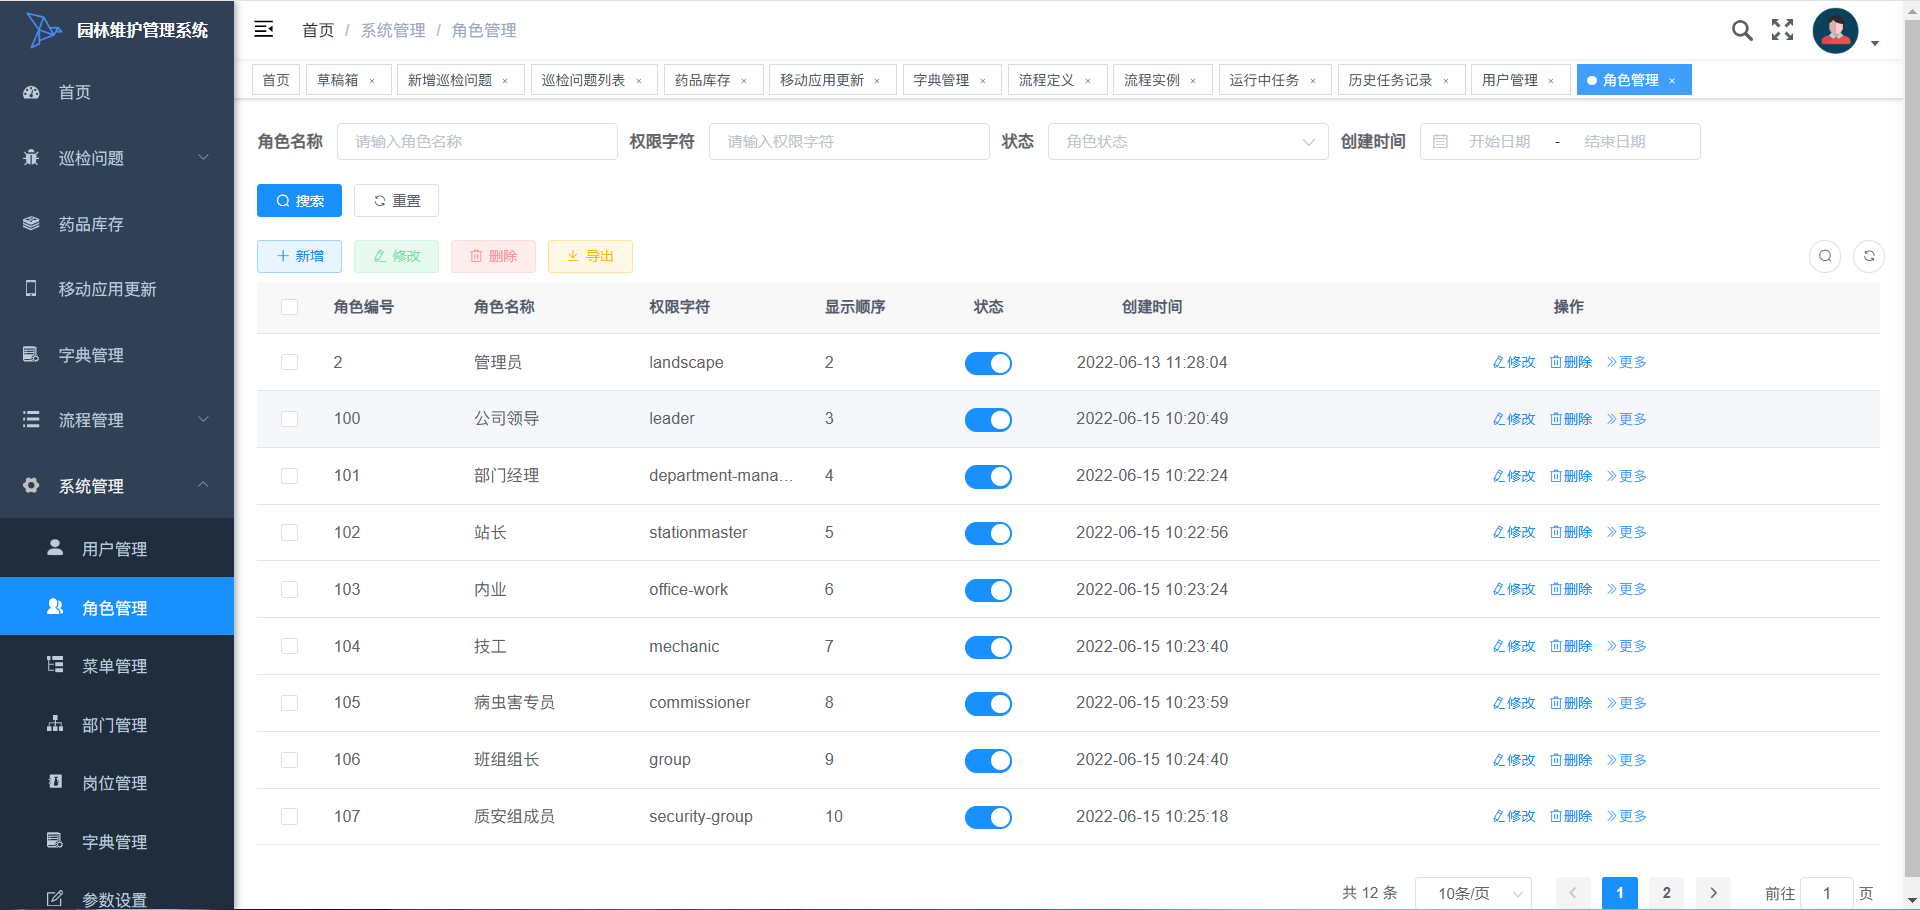 园林维护管理系统
首页
巡检问题
药品库存
移动应用更新
字典管理
流程管理
系统管理
用户管理
角色管理
菜单管理
部门管理
岗位管理
字典管理
参数设置
首页 / 系统管理 / 角色管理
首页 草稿箱 × 新增巡检问题 × 巡检问题列表 × 药品库存 × 移动应用更新 × 字典管理 × 流程定义 × 流程实例 × 运行中任务 × 历史任务记录 × 用户管理 × 角色管理 ×
角色名称 请输入角色名称 权限字符 请输入权限字符 状态 角色状态 创建时间 开始日期 - 结束日期
搜索 重置
新增 修改 删除 导出
角色编号 角色名称 权限字符 显示顺序 状态 创建时间 操作
2 管理员 landscape 2 2022-06-13 11:28:04 修改 删除 更多
100 公司领导 leader 3 2022-06-15 10:20:49 修改 删除 更多
101 部门经理 department-mana... 4 2022-06-15 10:22:24 修改 删除 更多
102 站长 stationmaster 5 2022-06-15 10:22:56 修改 删除 更多
103 内业 office-work 6 2022-06-15 10:23:24 修改 删除 更多
104 技工 mechanic 7 2022-06-15 10:23:40 修改 删除 更多
105 病虫害专员 commissioner 8 2022-06-15 10:23:59 修改 删除 更多
106 班组组长 group 9 2022-06-15 10:24:40 修改 删除 更多
107 质安组成员 security-group 10 2022-06-15 10:25:18 修改 删除 更多
共 12 条 10条/页 1 2 前往 1 页